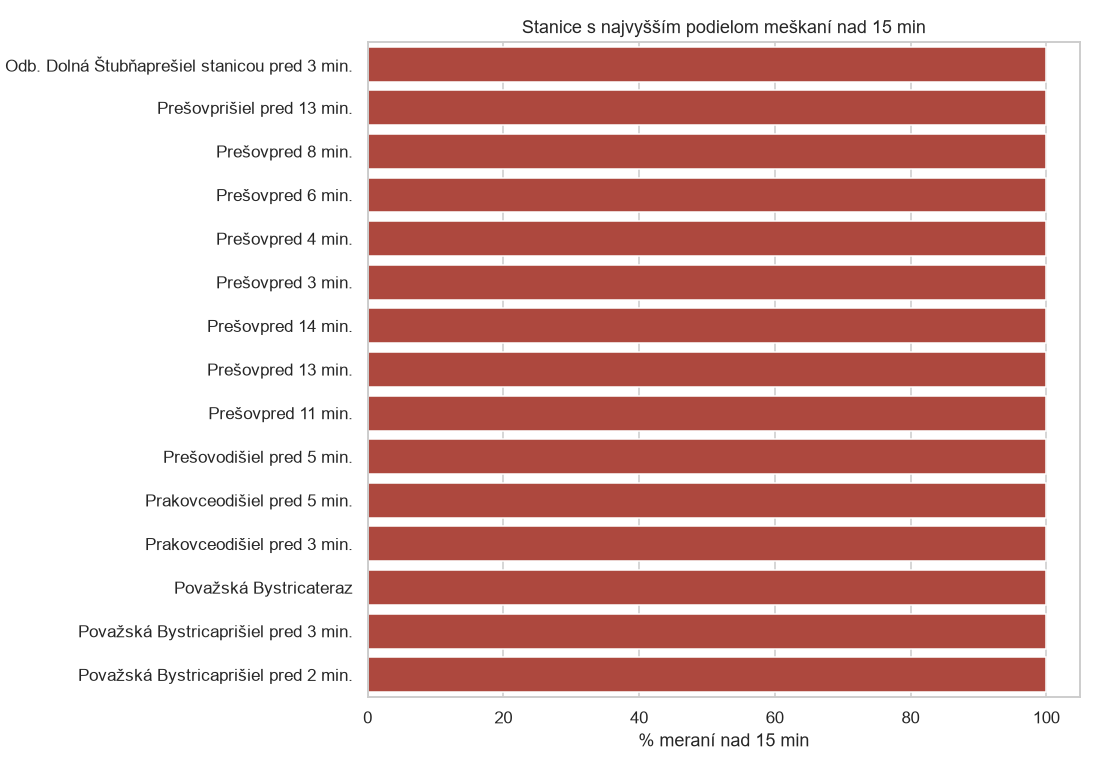 Stanice s najvyšším podielom meškaní nad 15 min
Odb. Dolná Štubňaprešiel stanicou pred 3 min.
Prešovprišiel pred 13 min.
Prešovpred 8 min.
Prešovpred 6 min.
Prešovpred 4 min.
Prešovpred 3 min.
Prešovpred 14 min.
Prešovpred 13 min.
Prešovpred 11 min.
Prešovodišiel pred 5 min.
Prakovceodišiel pred 5 min.
Prakovceodišiel pred 3 min.
Považská Bystricateraz
Považská Bystricaprišiel pred 3 min.
Považská Bystricaprišiel pred 2 min.
0 20 40 60 80 100
% meraní nad 15 min